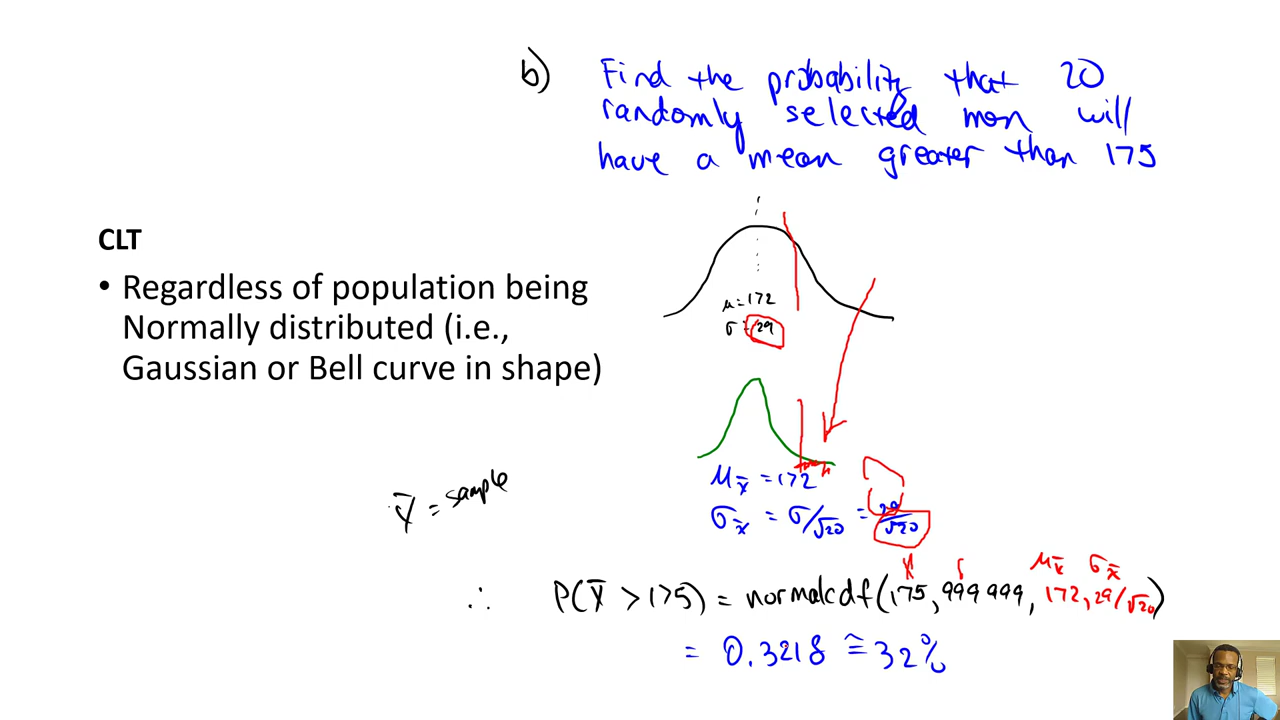 b) Find the probability that 20
randomly selected men will
have a mean greater than 175
CLT
• Regardless of population being
Normally distributed (i.e.,
Gaussian or Bell curve in shape)
μ = 172
σ = 29
μx̄ = 172
σx̄ = σ/√20 = 29/√20
x̄ = sample
μx̄ σx̄
∴ P(x̄ > 175) = normalcdf(175, 999 999, 172, 29/√20)
= 0.3218 ≅ 32%